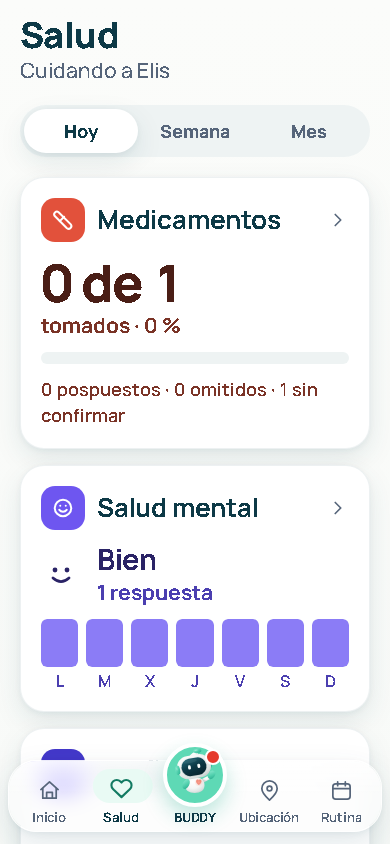 Salud
Cuidando a Elis
Hoy
Semana
Mes
Medicamentos
0 de 1
tomados · 0 %
0 pospuestos · 0 omitidos · 1 sin
confirmar
Salud mental
Bien
1 respuesta
L M X J V S D
Inicio
Salud
BUDDY
Ubicación
Rutina